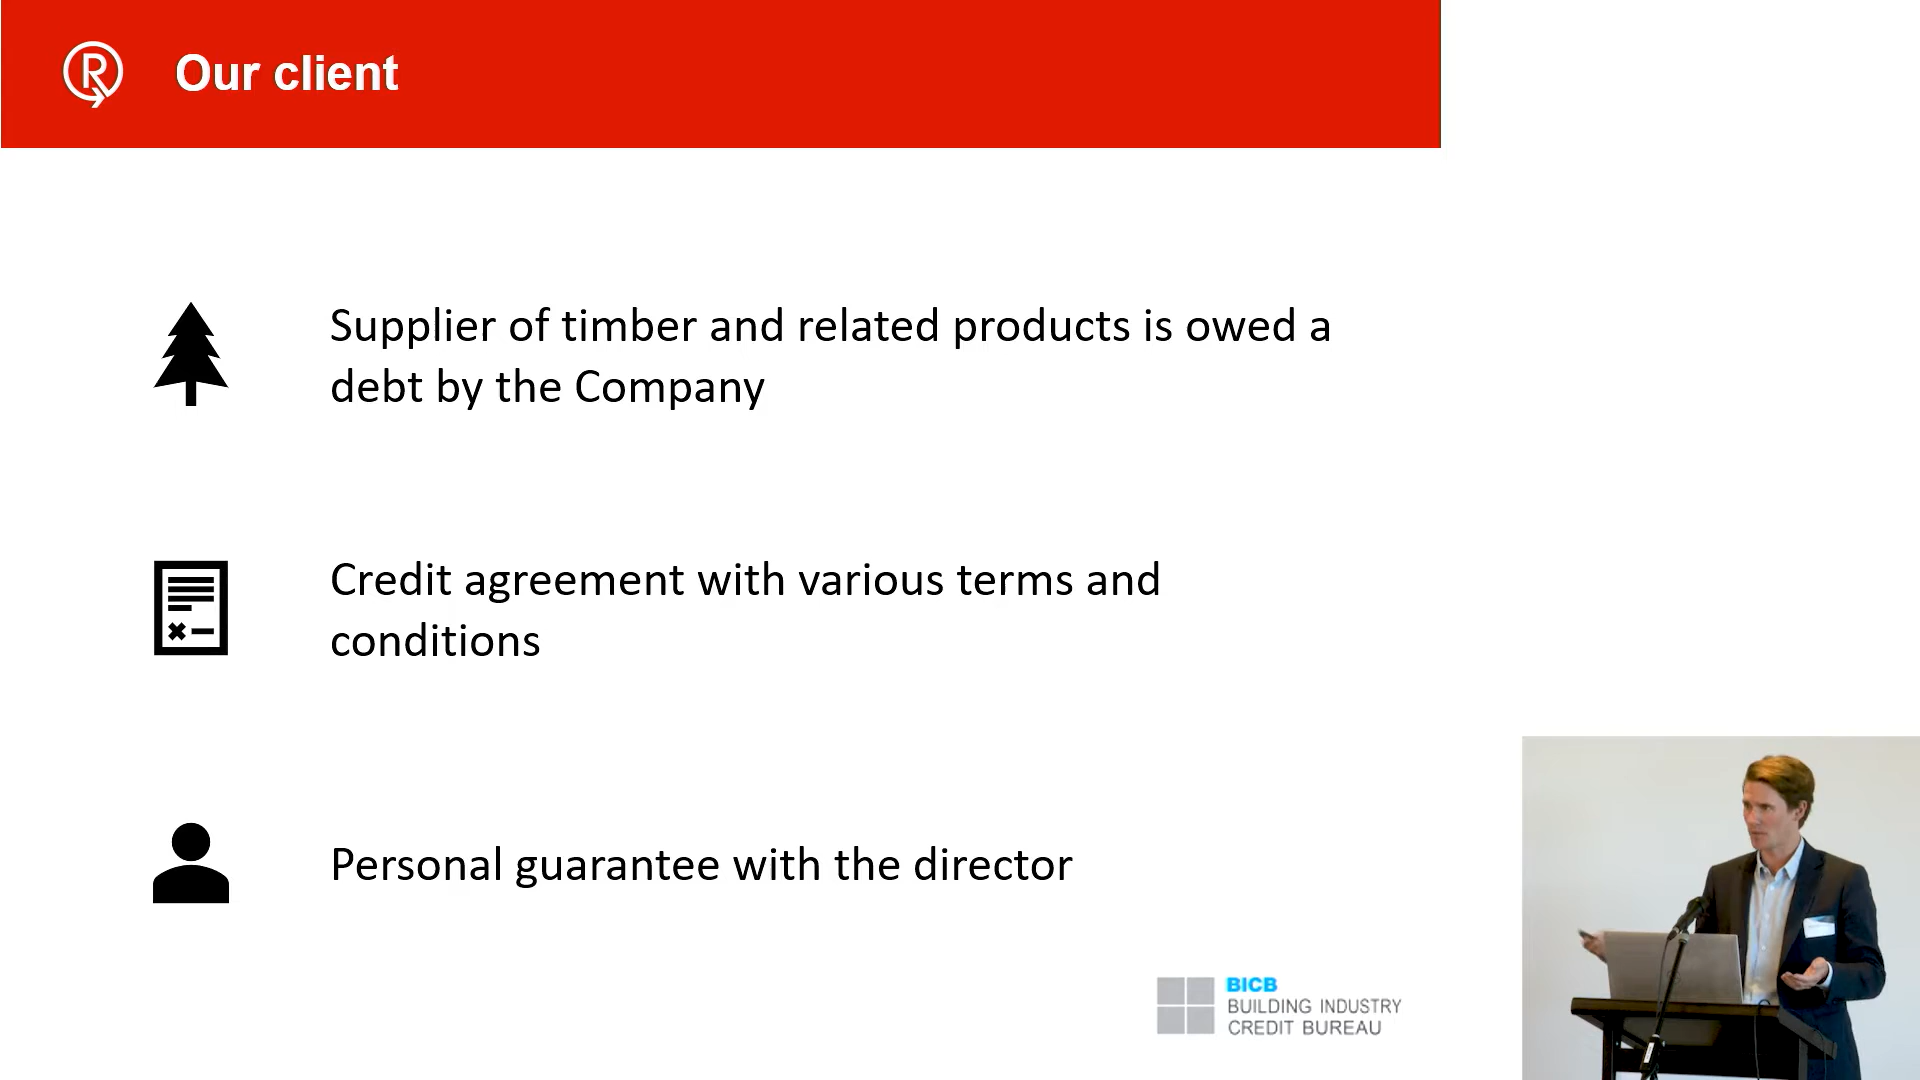 Our client
Supplier of timber and related products is owed a
debt by the Company
Credit agreement with various terms and
conditions
Personal guarantee with the director
BICB
BUILDING INDUSTRY
CREDIT BUREAU